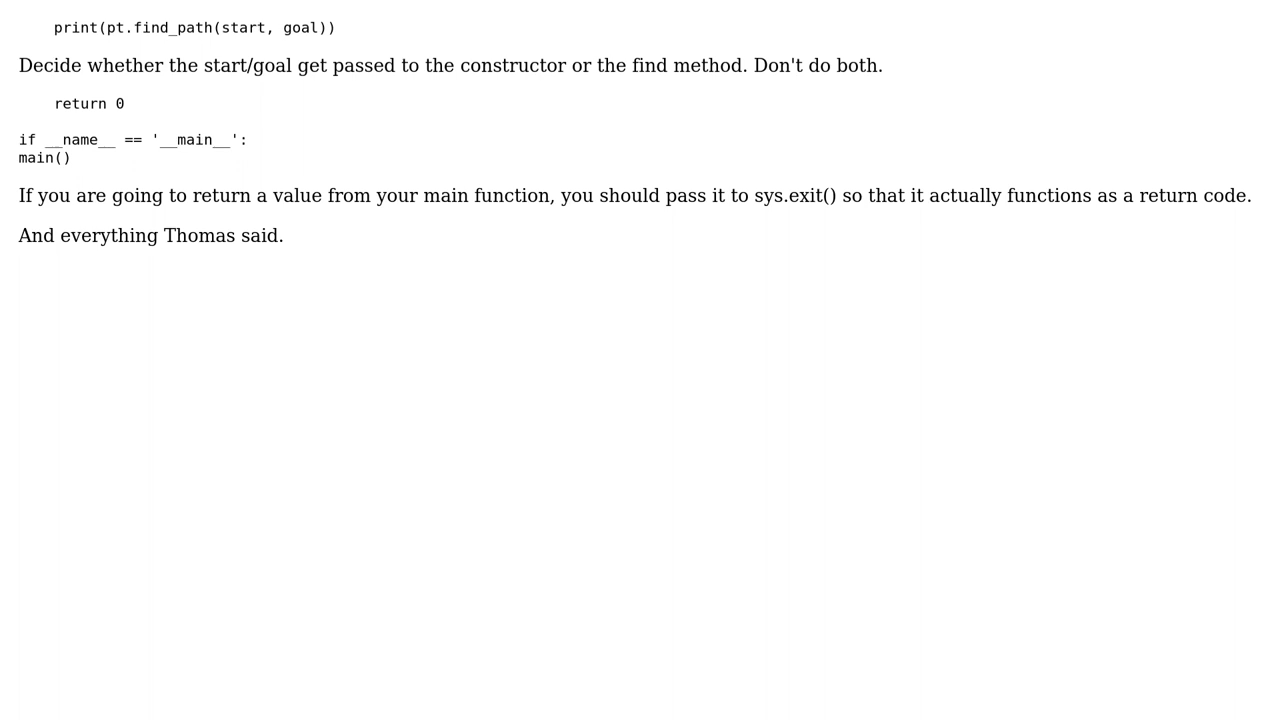 print(pt.find_path(start, goal))
Decide whether the start/goal get passed to the constructor or the find method. Don't do both.
    return 0
if __name__ == '__main__':
main()
If you are going to return a value from your main function, you should pass it to sys.exit() so that it actually functions as a return code.
And everything Thomas said.